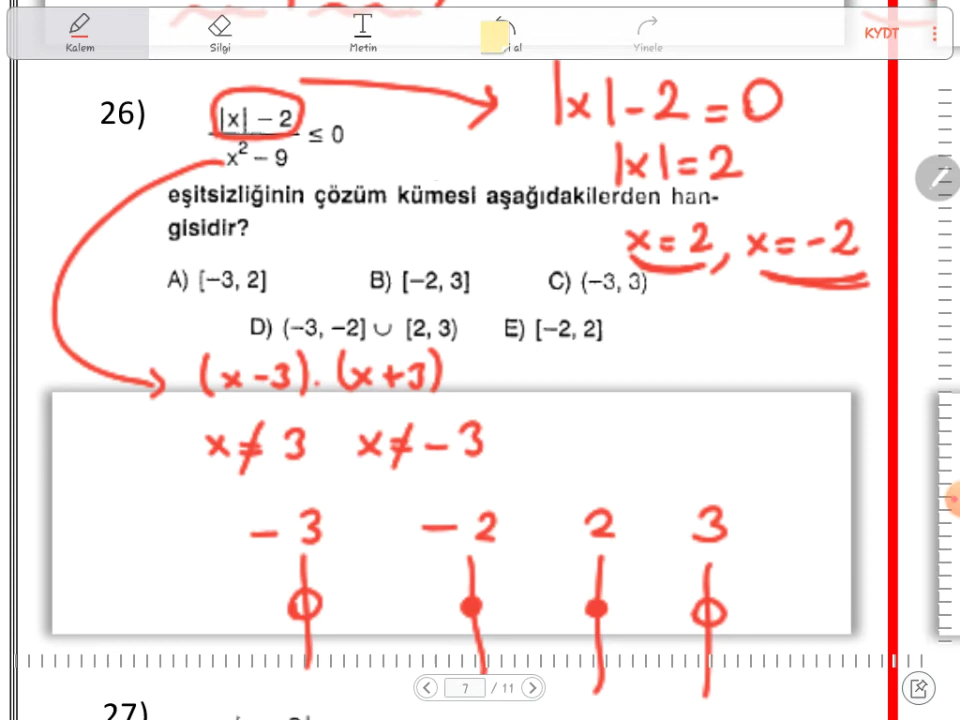 Kalem Silgi Metin Yinele KYDT
26) |x| − 2 / x² − 9 ≤ 0
|x| - 2 = 0
|x| = 2
eşitsizliğinin çözüm kümesi aşağıdakilerden han-
gisidir?
x = 2, x = -2
A) [−3, 2] B) [−2, 3] C) (−3, 3)
D) (−3, −2] ∪ [2, 3) E) [−2, 2]
(x - 3) . (x + 3)
x ≠ 3 x ≠ - 3
- 3 - 2 2 3
7 / 11
27)